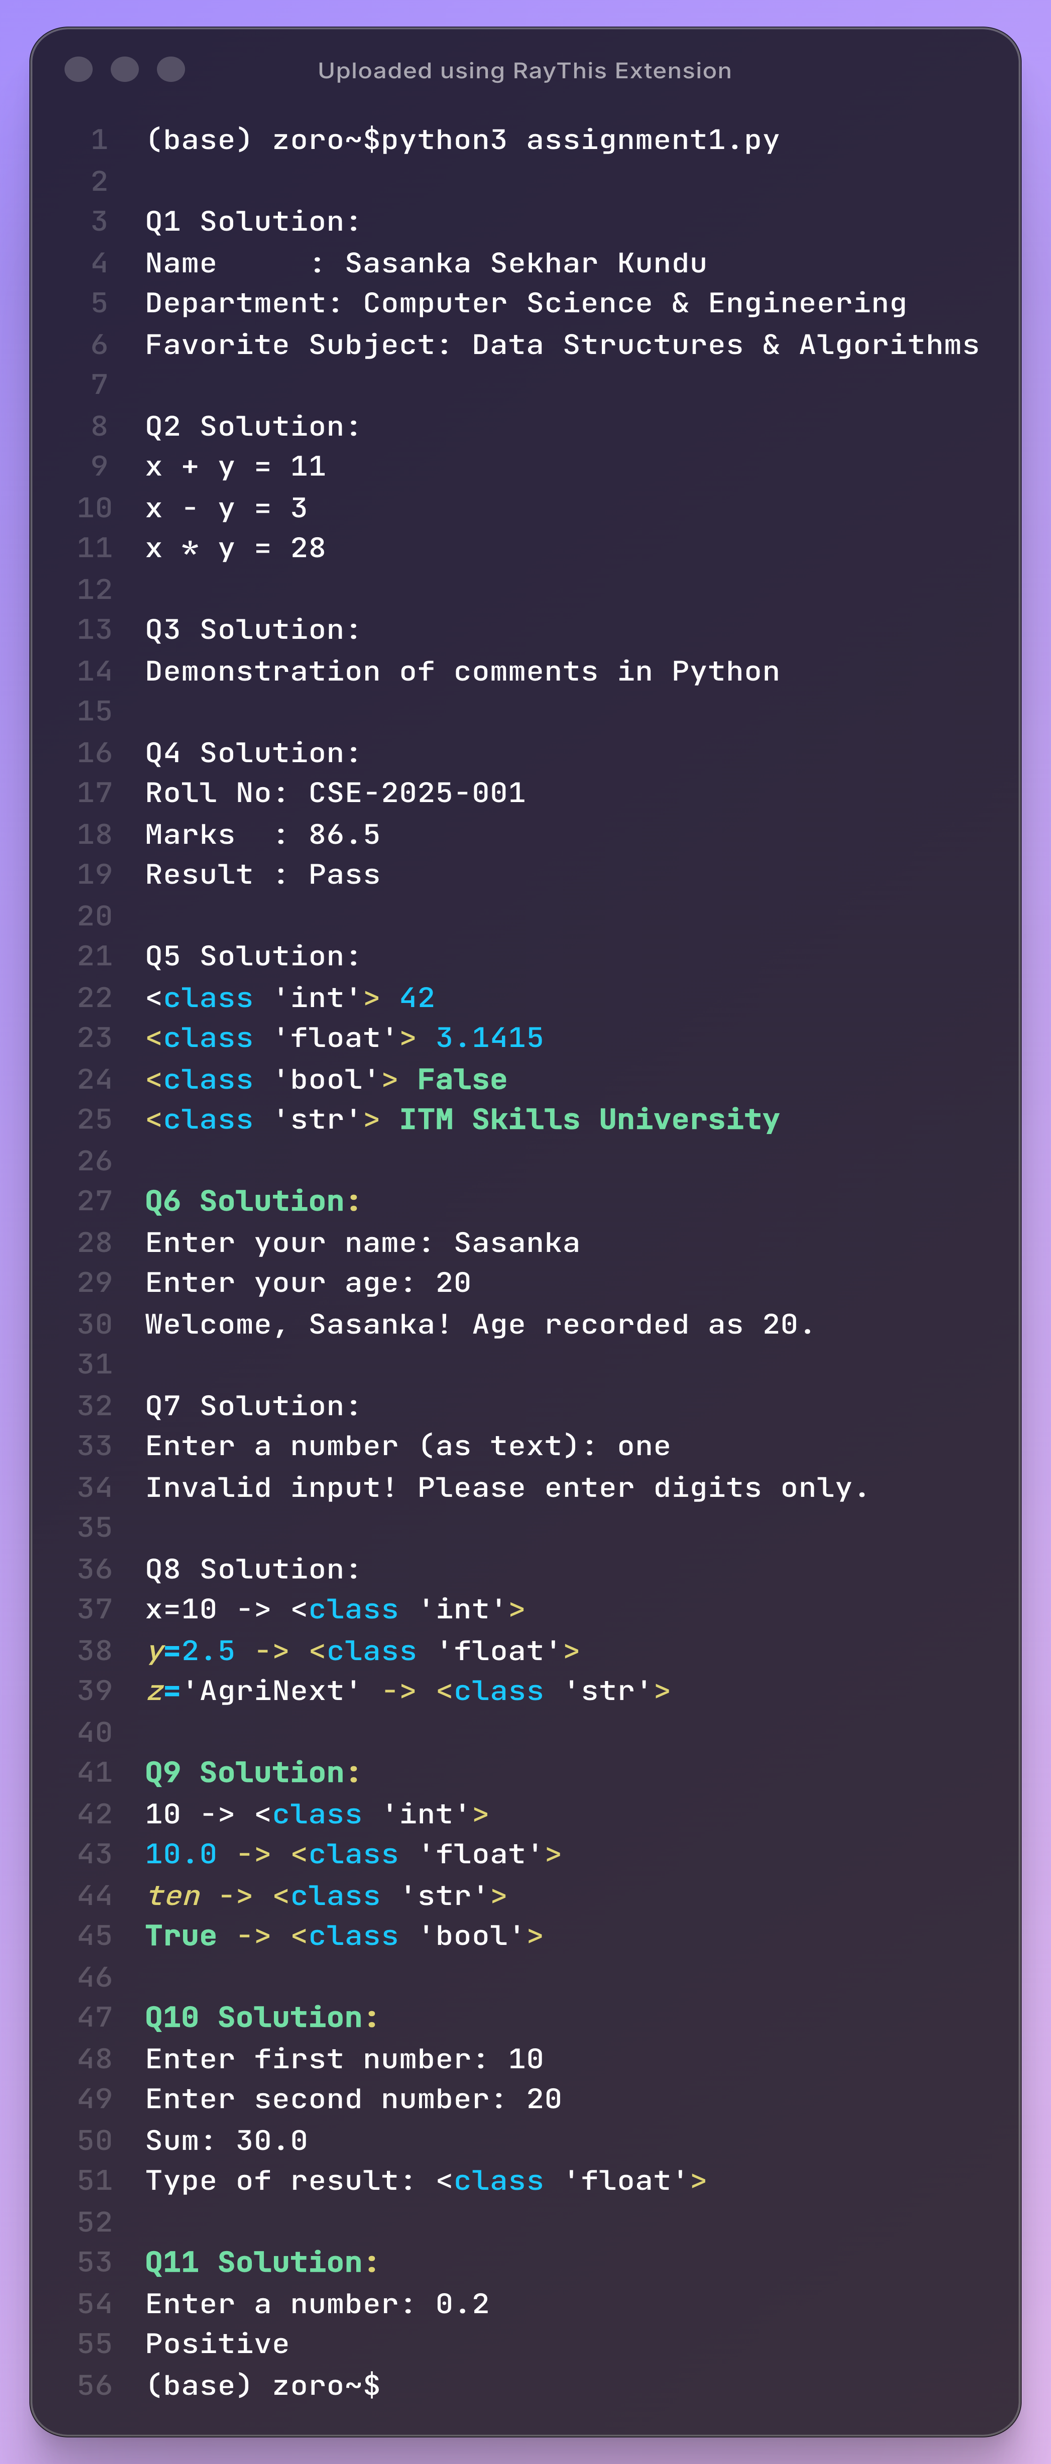 Uploaded using RayThis Extension
1 (base) zoro~$python3 assignment1.py
2
3 Q1 Solution:
4 Name     : Sasanka Sekhar Kundu
5 Department: Computer Science & Engineering
6 Favorite Subject: Data Structures & Algorithms
7
8 Q2 Solution:
9 x + y = 11
10 x - y = 3
11 x * y = 28
12
13 Q3 Solution:
14 Demonstration of comments in Python
15
16 Q4 Solution:
17 Roll No: CSE-2025-001
18 Marks  : 86.5
19 Result : Pass
20
21 Q5 Solution:
22 <class 'int'> 42
23 <class 'float'> 3.1415
24 <class 'bool'> False
25 <class 'str'> ITM Skills University
26
27 Q6 Solution:
28 Enter your name: Sasanka
29 Enter your age: 20
30 Welcome, Sasanka! Age recorded as 20.
31
32 Q7 Solution:
33 Enter a number (as text): one
34 Invalid input! Please enter digits only.
35
36 Q8 Solution:
37 x=10 -> <class 'int'>
38 y=2.5 -> <class 'float'>
39 z='AgriNext' -> <class 'str'>
40
41 Q9 Solution:
42 10 -> <class 'int'>
43 10.0 -> <class 'float'>
44 ten -> <class 'str'>
45 True -> <class 'bool'>
46
47 Q10 Solution:
48 Enter first number: 10
49 Enter second number: 20
50 Sum: 30.0
51 Type of result: <class 'float'>
52
53 Q11 Solution:
54 Enter a number: 0.2
55 Positive
56 (base) zoro~$